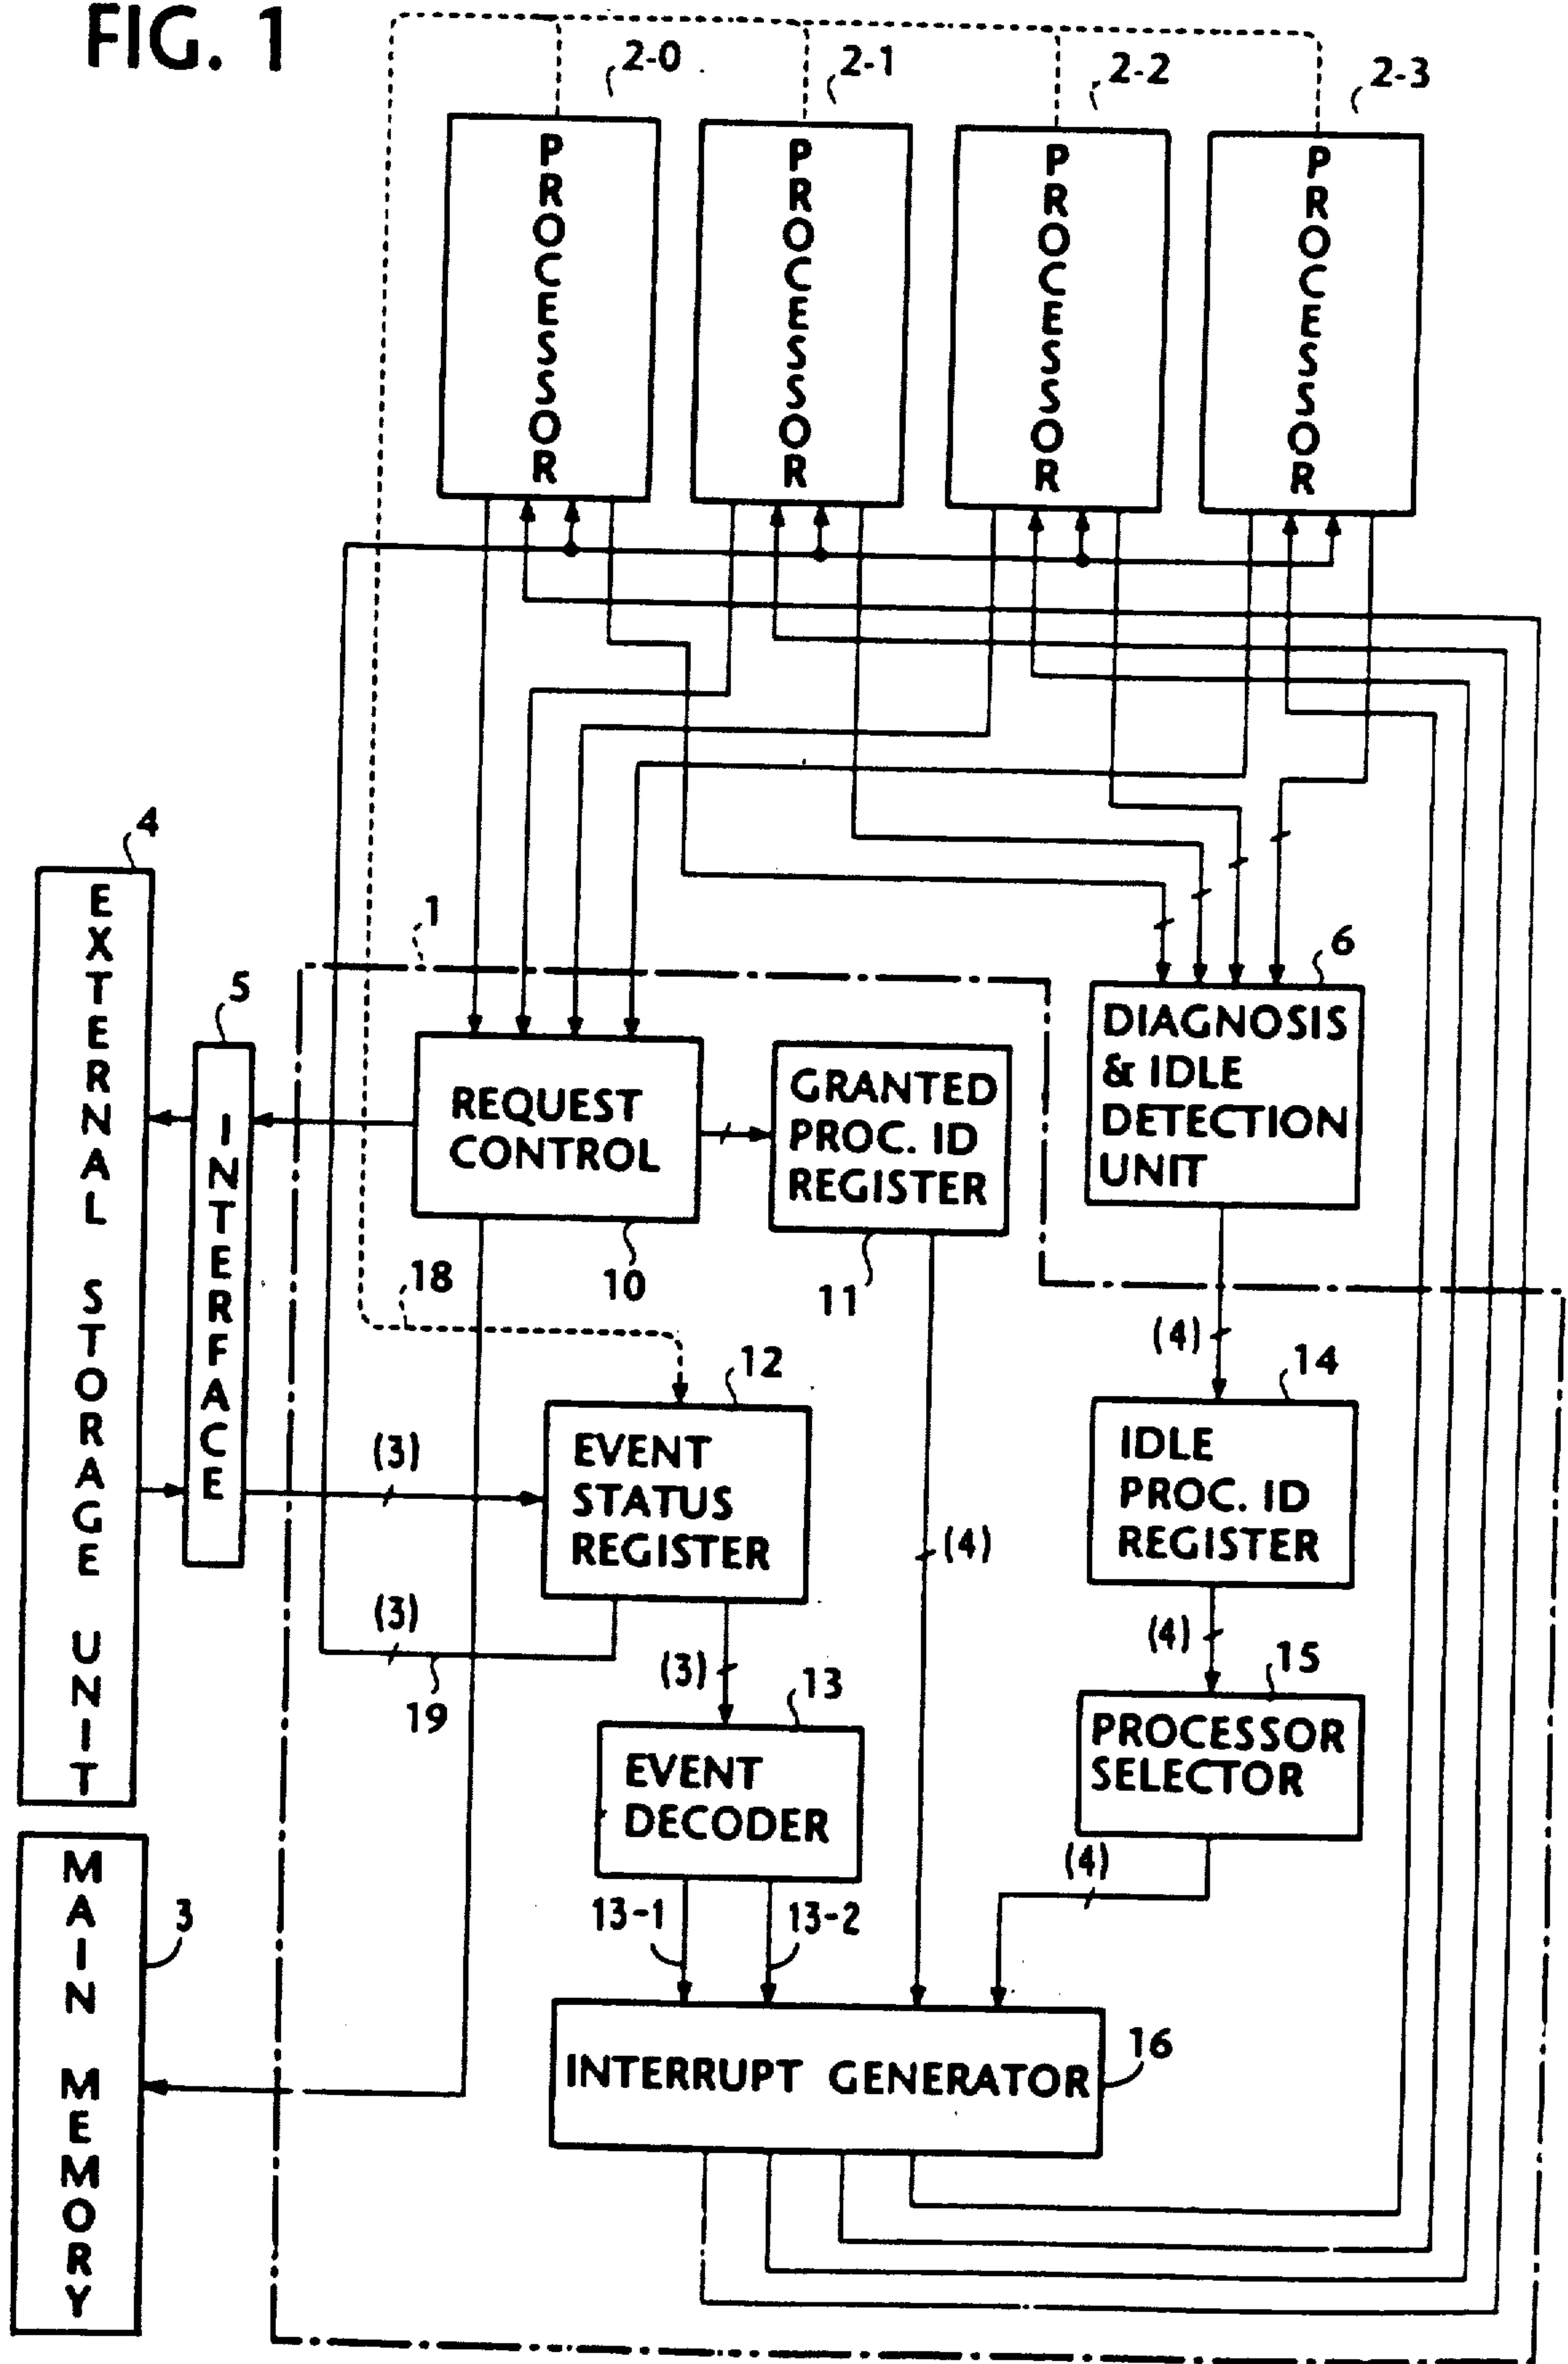 FIG. 1
2-0
2-1
2-2
2-3
PROCESSOR
PROCESSOR
PROCESSOR
PROCESSOR
4
EXTERNAL STORAGE UNIT
5
INTERFACE
1
6
DIAGNOSIS
& IDLE
DETECTION
UNIT
REQUEST
CONTROL
10
GRANTED
PROC. ID
REGISTER
11
18
(4)
12
14
EVENT
STATUS
REGISTER
(3)
IDLE
PROC. ID
REGISTER
(4)
(3)
19
(3)
(4)
13
15
EVENT
DECODER
PROCESSOR
SELECTOR
(4)
13-1
13-2
3
MAIN MEMORY
INTERRUPT GENERATOR
16